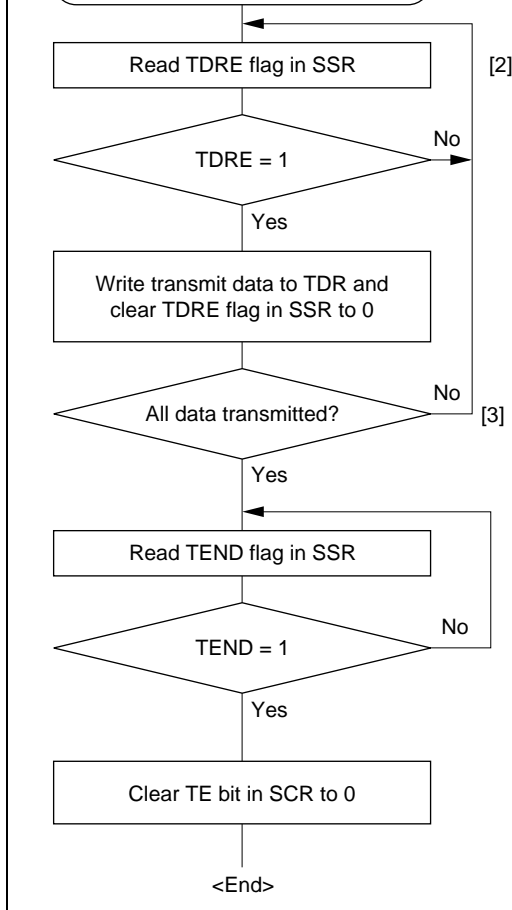 Read TDRE flag in SSR
[2]
No
TDRE = 1
Yes
Write transmit data to TDR and
clear TDRE flag in SSR to 0
No
All data transmitted?
[3]
Yes
Read TEND flag in SSR
No
TEND = 1
Yes
Clear TE bit in SCR to 0
<End>